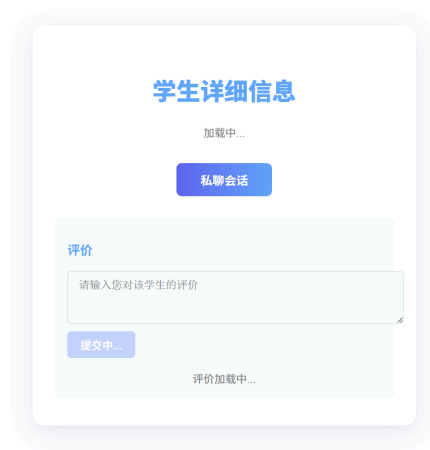 学生详细信息
加载中...
私聊会话
评价
请输入您对该学生的评价
提交中...
评价加载中...